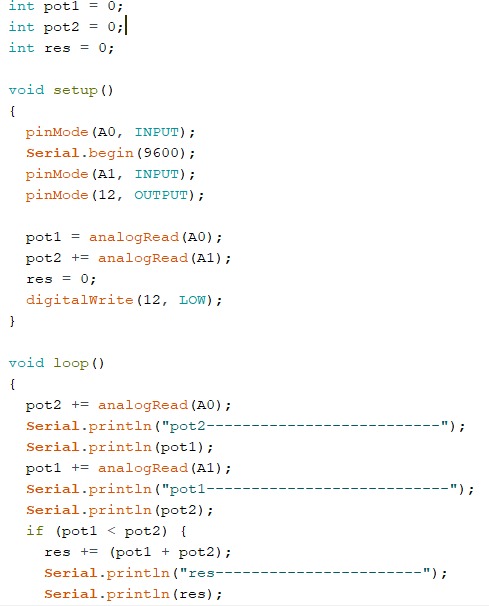 int pot1 = 0;
int pot2 = 0;
int res = 0;

void setup()
{
  pinMode(A0, INPUT);
  Serial.begin(9600);
  pinMode(A1, INPUT);
  pinMode(12, OUTPUT);

  pot1 = analogRead(A0);
  pot2 += analogRead(A1);
  res = 0;
  digitalWrite(12, LOW);
}

void loop()
{
  pot2 += analogRead(A0);
  Serial.println("pot2--------------------------");
  Serial.println(pot1);
  pot1 += analogRead(A1);
  Serial.println("pot1---------------------------");
  Serial.println(pot2);
  if (pot1 < pot2) {
    res += (pot1 + pot2);
    Serial.println("res-----------------------");
    Serial.println(res);